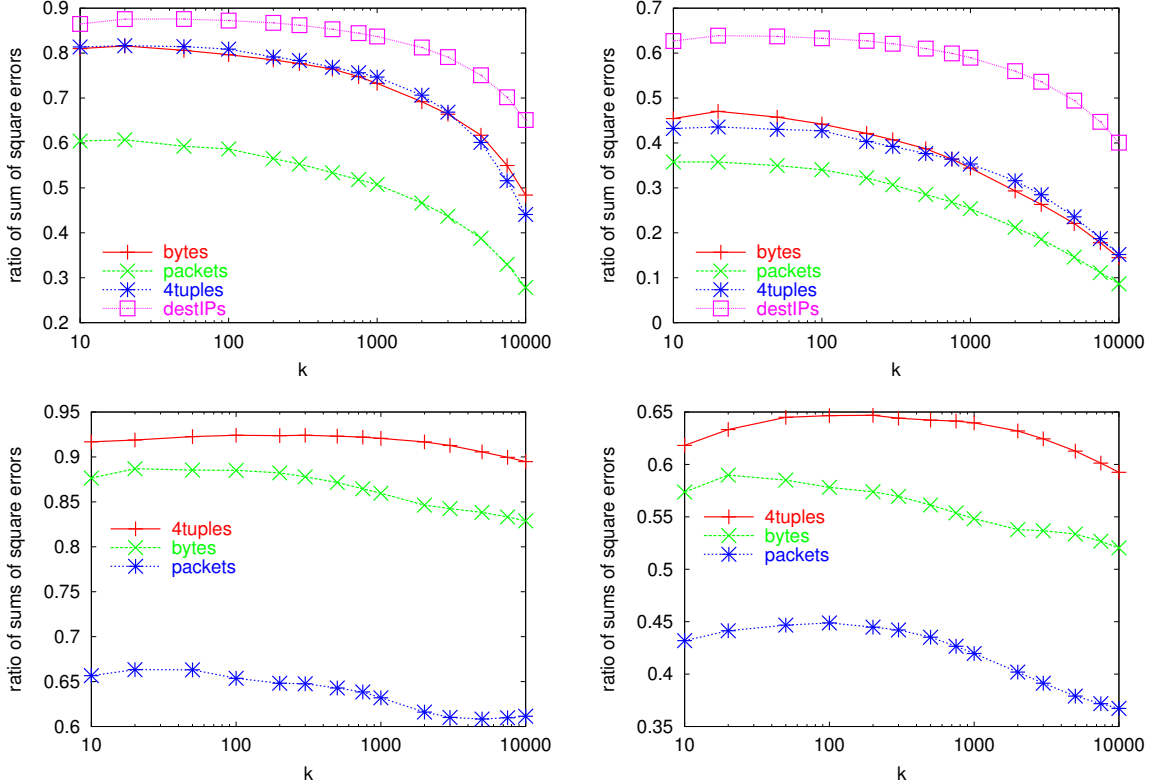 0.9
0.8
0.7
0.6
0.5
0.4
0.3
0.2
ratio of sum of square errors
bytes
packets
4tuples
destIPs
10 100 1000 10000
k
0.7
0.6
0.5
0.4
0.3
0.2
0.1
0
ratio of sum of square errors
bytes
packets
4tuples
destIPs
10 100 1000 10000
k
0.95
0.9
0.85
0.8
0.75
0.7
0.65
0.6
ratio of sums of square errors
4tuples
bytes
packets
10 100 1000 10000
k
0.65
0.6
0.55
0.5
0.45
0.4
0.35
ratio of sums of square errors
4tuples
bytes
packets
10 100 1000 10000
k